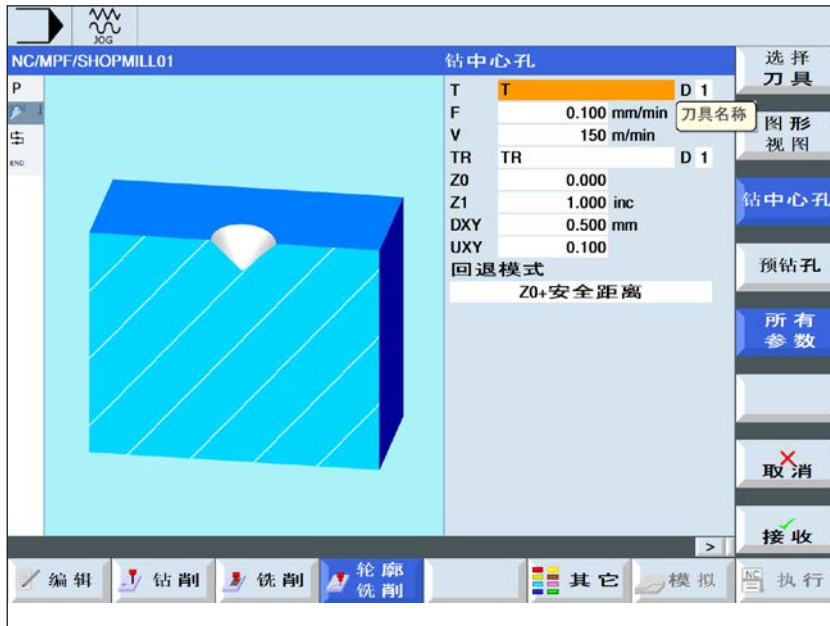 JOG
NC/MPF/SHOPMILL01
钻中心孔
P
END
T T D 1
F 0.100 mm/min
刀具名称
V 150 m/min
TR TR D 1
Z0 0.000
Z1 1.000 inc
DXY 0.500 mm
UXY 0.100
回退模式
Z0+安全距离
选择
刀具
图形
视图
钻中心孔
预钻孔
所有
参数
取消
接收
>
编辑
钻削
铣削
轮廓
铣削
其它
模拟
NC
执行